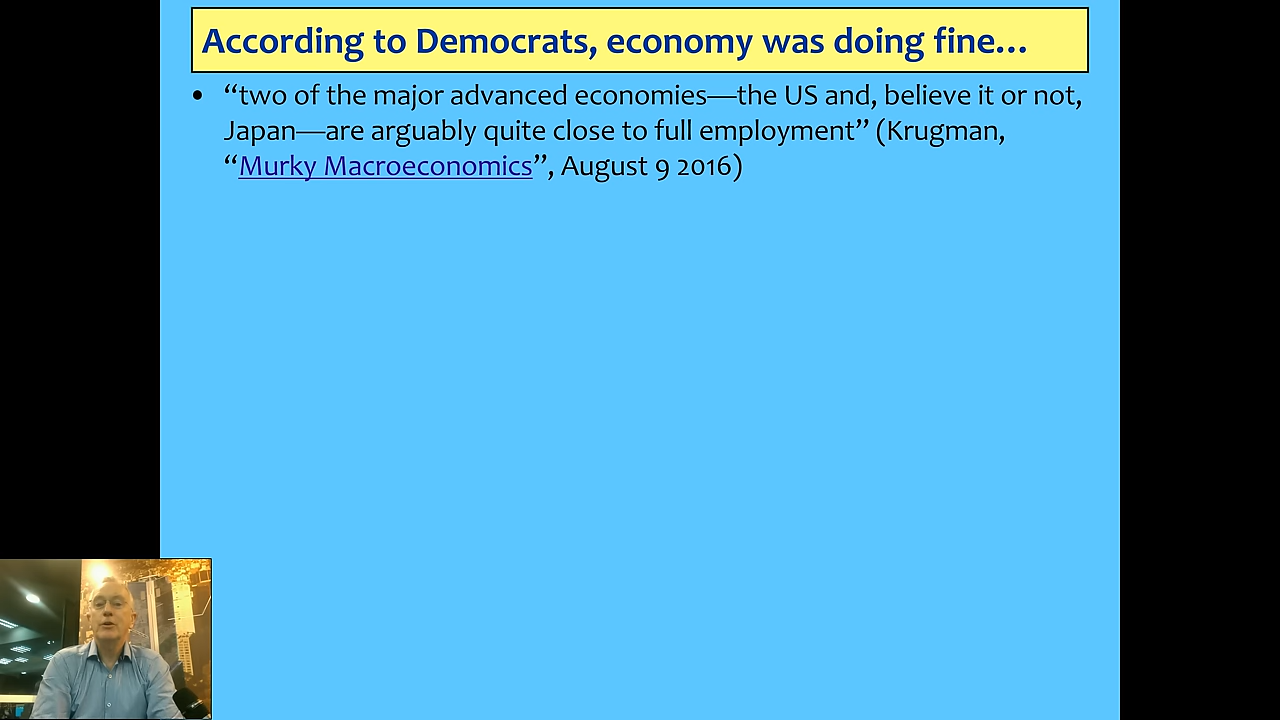 According to Democrats, economy was doing fine…
• “two of the major advanced economies—the US and, believe it or not,
Japan—are arguably quite close to full employment” (Krugman,
“Murky Macroeconomics”, August 9 2016)